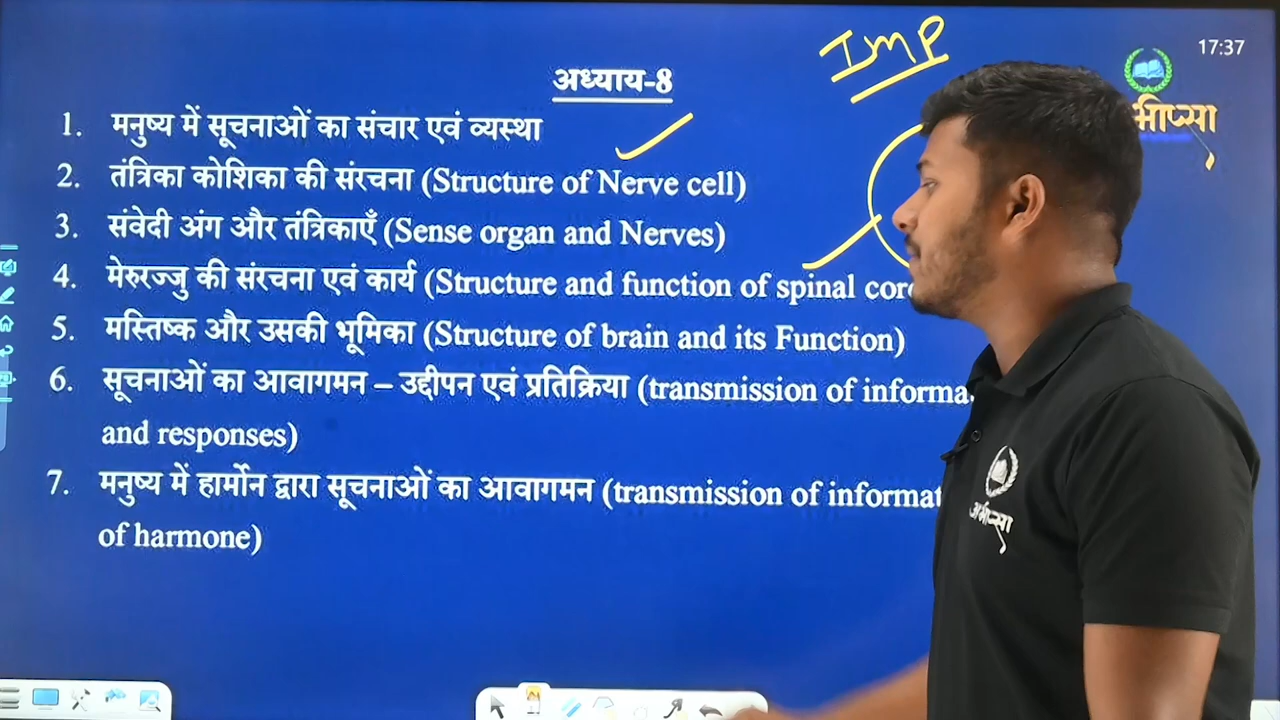 IMP
17:37
अध्याय-8
1. मनुष्य में सूचनाओं का संचार एवं व्यस्था
2. तंत्रिका कोशिका की संरचना (Structure of Nerve cell)
3. संवेदी अंग और तंत्रिकाएँ (Sense organ and Nerves)
4. मेरुरज्जु की संरचना एवं कार्य (Structure and function of spinal
5. मस्तिष्क और उसकी भूमिका (Structure of brain and its Function)
6. सूचनाओं का आवागमन – उद्दीपन एवं प्रतिक्रिया (transmission of
and responses)
7. मनुष्य में हार्मोन द्वारा सूचनाओं का आवागमन (transmission of
of harmone)